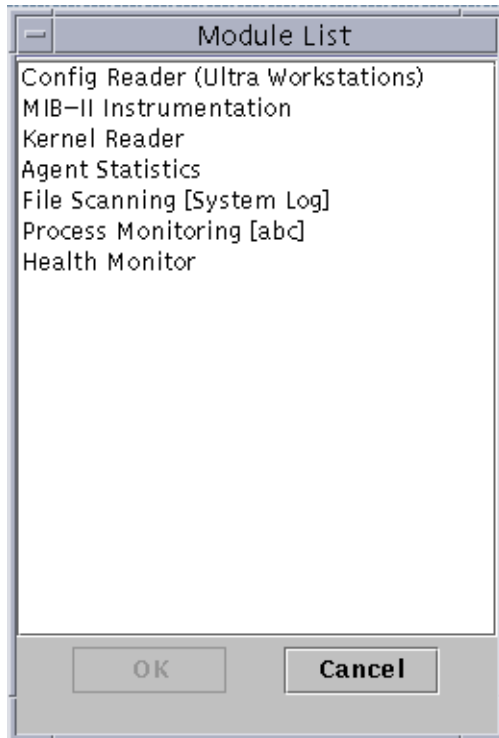 Module List
Config Reader (Ultra Workstations)
MIB−II Instrumentation
Kernel Reader
Agent Statistics
File Scanning [System Log]
Process Monitoring [abc]
Health Monitor
OK
Cancel